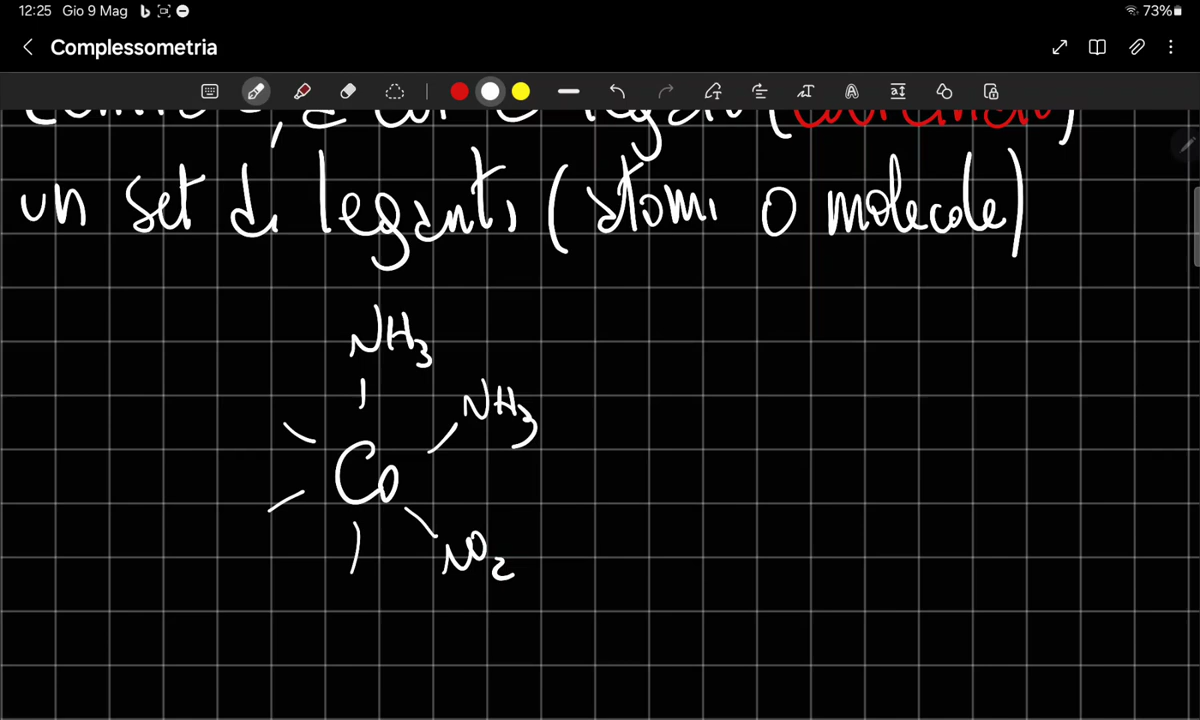 12:25 Gio 9 Mag 73%
Complessometria
un set di leganti (atomi o molecole)
NH3
NH3
Co
NO2